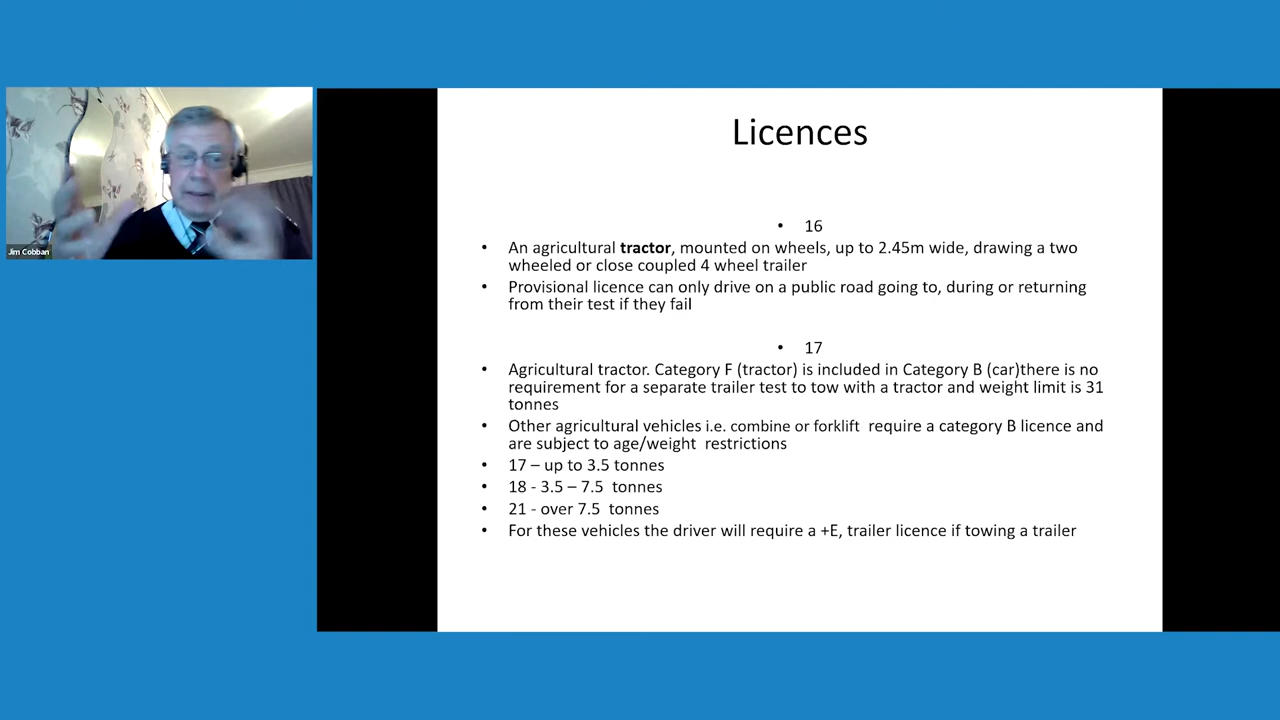 Jim Cobban
Licences
• 16
• An agricultural tractor, mounted on wheels, up to 2.45m wide, drawing a two
wheeled or close coupled 4 wheel trailer
• Provisional licence can only drive on a public road going to, during or returning
from their test if they fail
• 17
• Agricultural tractor. Category F (tractor) is included in Category B (car)there is no
requirement for a separate trailer test to tow with a tractor and weight limit is 31
tonnes
• Other agricultural vehicles i.e. combine or forklift  require a category B licence and
are subject to age/weight  restrictions
• 17 – up to 3.5 tonnes
• 18 - 3.5 – 7.5  tonnes
• 21 - over 7.5  tonnes
• For these vehicles the driver will require a +E, trailer licence if towing a trailer